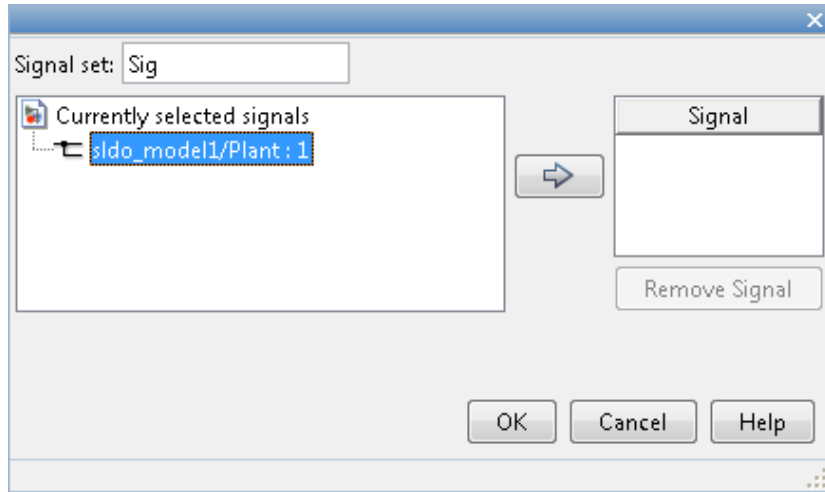 Signal set: Sig
Currently selected signals
sldo_model1/Plant : 1
Signal
Remove Signal
OK Cancel Help